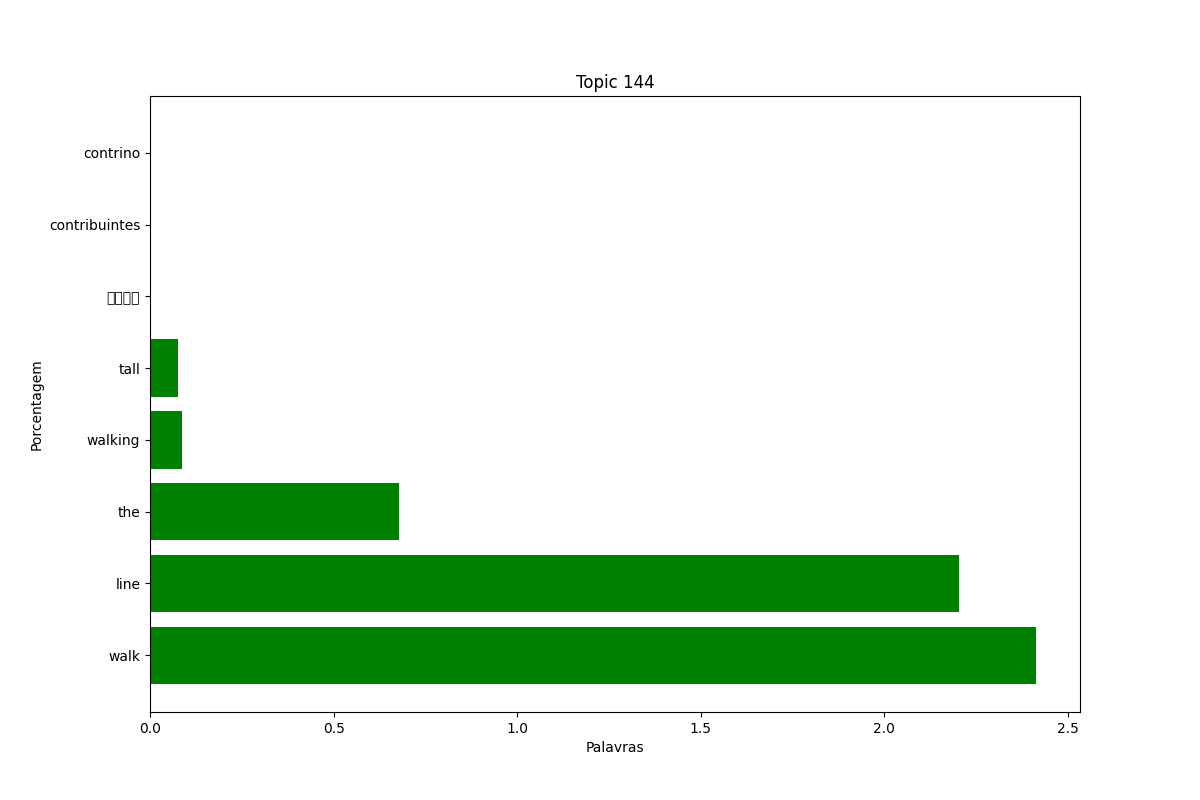 Topic 144
contrino
contribuintes
tall
walking
the
line
walk
Porcentagem
0.0 0.5 1.0 1.5 2.0 2.5
Palavras